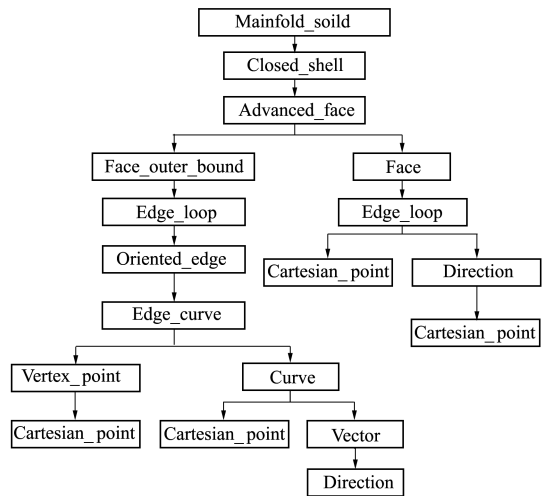 Mainfold_soild
Closed_shell
Advanced_face
Face_outer_bound
Face
Edge_loop
Edge_loop
Oriented_edge
Cartesian_point
Direction
Edge_curve
Cartesian_point
Vertex_point
Curve
Cartesian_point
Cartesian_point
Vector
Direction